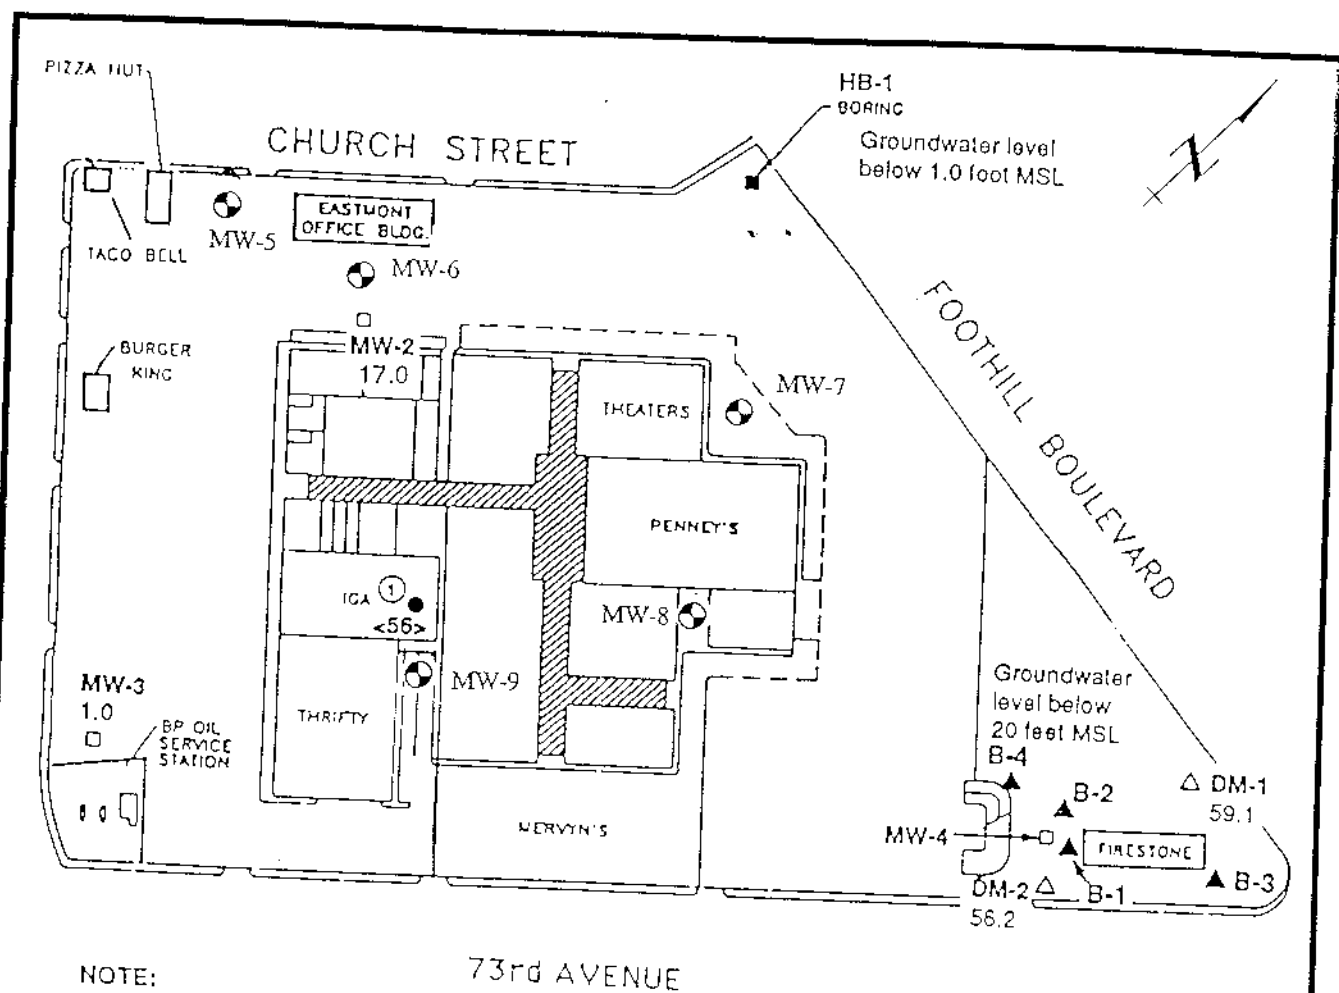 PIZZA HUT
HB-1
BORING
CHURCH STREET
Groundwater level
below 1.0 foot MSL
N
EASTMONT
OFFICE BLDG.
MW-5
TACO BELL
MW-6
FOOTHILL BOULEVARD
BURGER
KING
MW-2
17.0
MW-7
THEATERS
PENNEY'S
IGA
1
<56>
MW-8
MW-9
MW-3
1.0
BP OIL
SERVICE
STATION
THRIFTY
Groundwater
level below
20 feet MSL
B-4
B-2
DM-1
59.1
MERVYN'S
MW-4
FIRESTONE
DM-2
56.2
B-1
B-3
NOTE:
73rd AVENUE